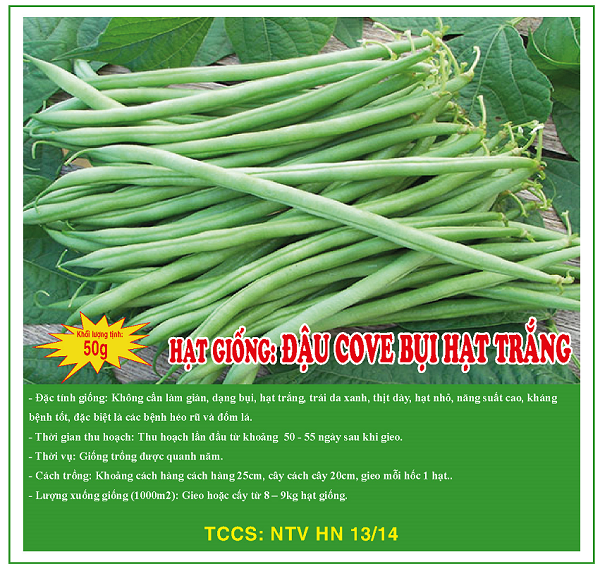 Khối lượng tịnh:
50g
HẠT GIỐNG: ĐẬU COVE BỤI HẠT TRẮNG
- Đặc tính giống: Không cần làm giàn, dạng bụi, hạt trắng, trái da xanh, thịt dày, hạt nhỏ, năng suất cao, kháng
bệnh tốt, đặc biệt là các bệnh héo rũ và đốm lá.
- Thời gian thu hoạch: Thu hoạch lần đầu từ khoảng 50 - 55 ngày sau khi gieo.
- Thời vụ: Giống trồng được quanh năm.
- Cách trồng: Khoảng cách hàng cách hàng 25cm, cây cách cây 20cm, gieo mỗi hốc 1 hạt..
- Lượng xuống giống (1000m2): Gieo hoặc cấy từ 8 – 9kg hạt giống.
TCCS: NTV HN 13/14